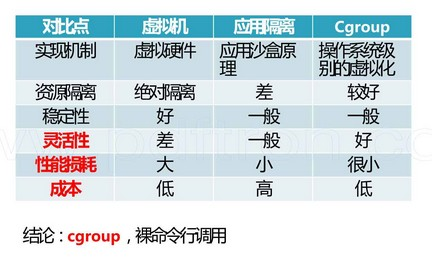 对比点 虚拟机 应用隔离 Cgroup
实现机制 虚拟硬件 应用沙盒原理 操作系统级别的虚拟化
资源隔离 绝对隔离 差 较好
稳定性 好 一般 一般
灵活性 差 一般 好
性能损耗 大 小 很小
成本 低 高 低
结论：cgroup，裸命令行调用